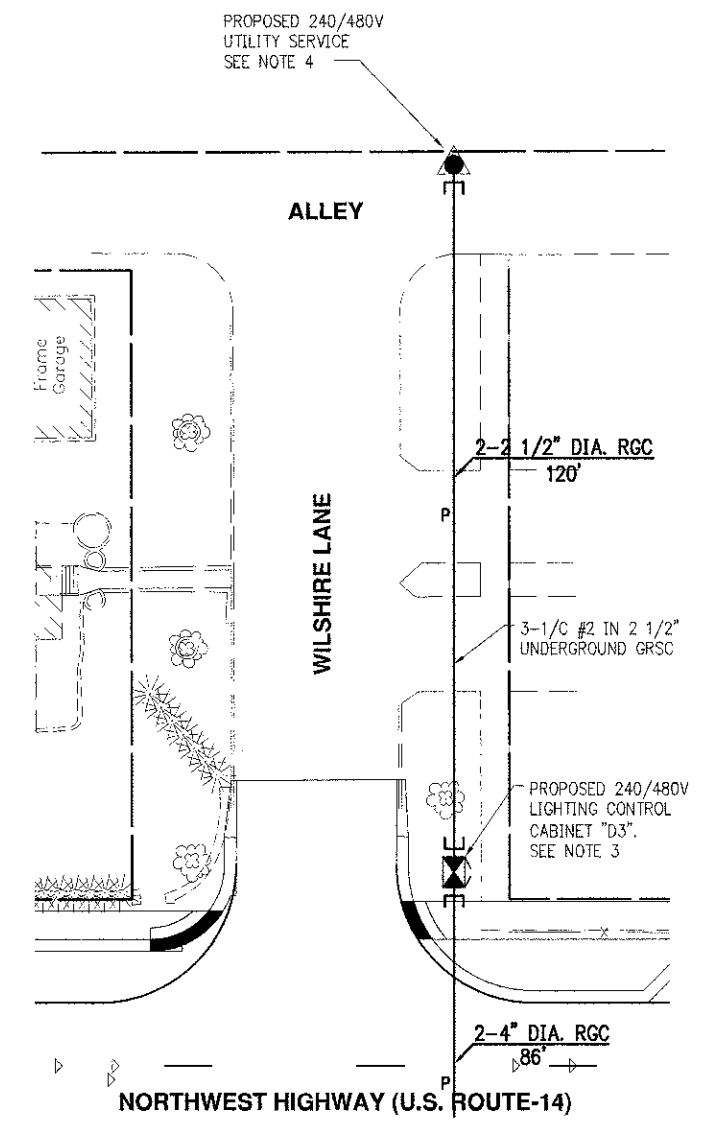 PROPOSED 240/480V
UTILITY SERVICE
SEE NOTE 4
ALLEY
Frame
Garage
2-2 1/2" DIA. RGC
120'
P
WILSHIRE LANE
3-1/C #2 IN 2 1/2"
UNDERGROUND GRSC
PROPOSED 240/480V
LIGHTING CONTROL
CABINET "D3".
SEE NOTE 3
x
2-4" DIA. RGC
86'
P
NORTHWEST HIGHWAY (U.S. ROUTE-14)